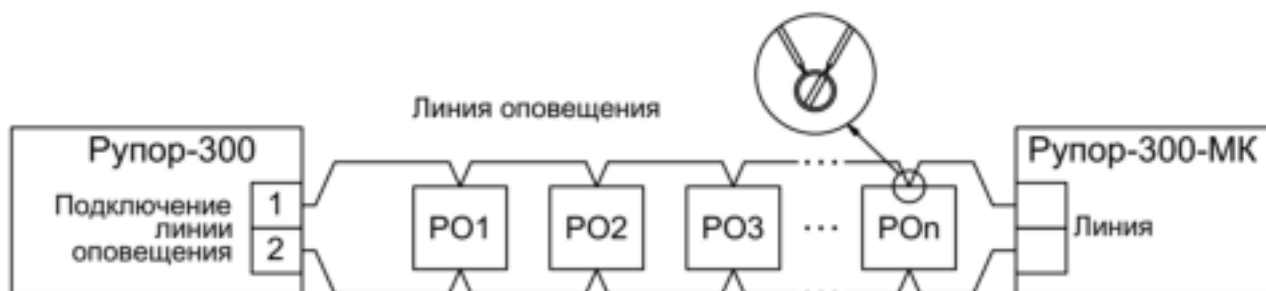 Линия оповещения
Рупор-300
Рупор-300-МК
Подключение
линии
оповещения
1
2
РО1
РО2
РО3
...
РОn
Линия